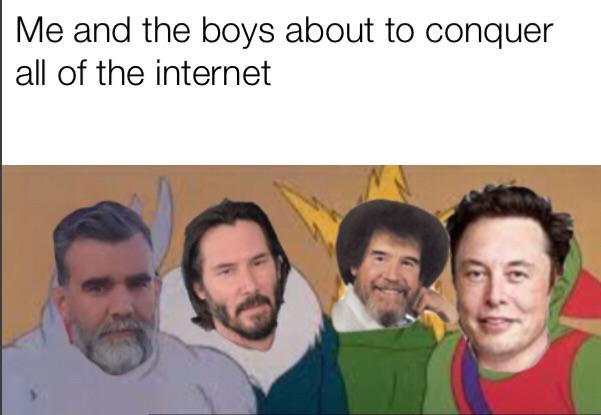 Me and the boys about to conquer
all of the internet